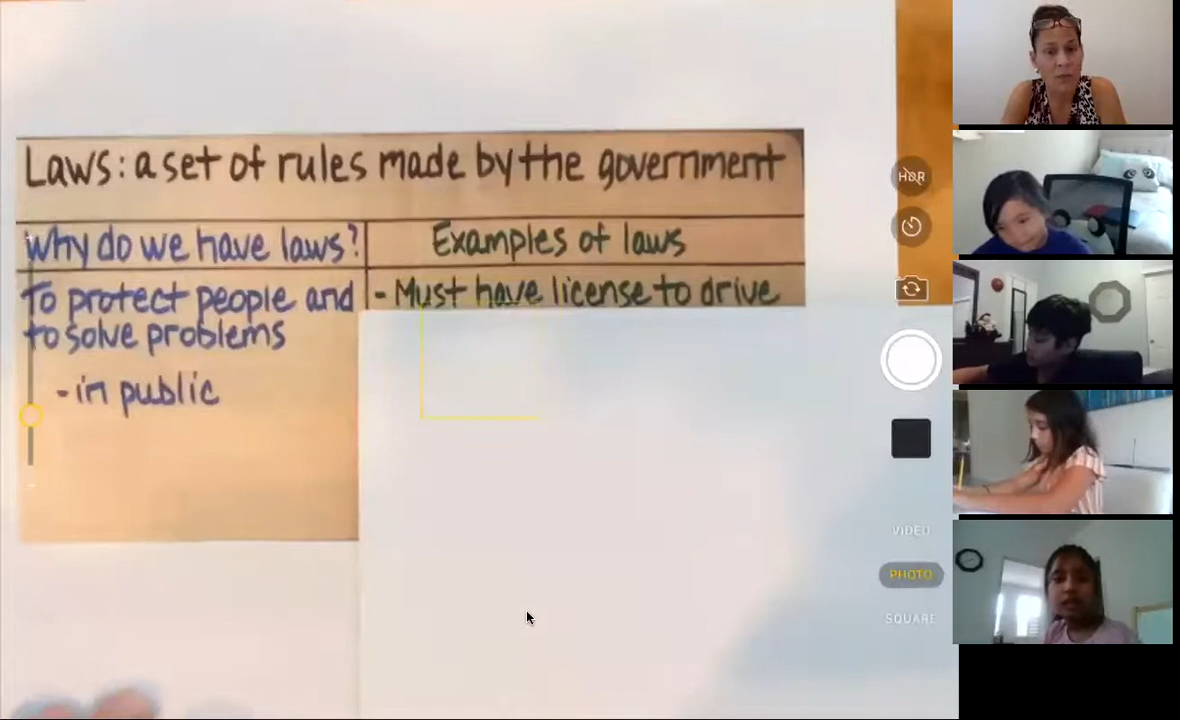 Laws: a set of rules made by the government
Why do we have laws?
Examples of laws
To protect people and
to solve problems
- in public
- Must have license to drive
HDR
VIDEO
PHOTO
SQUARE